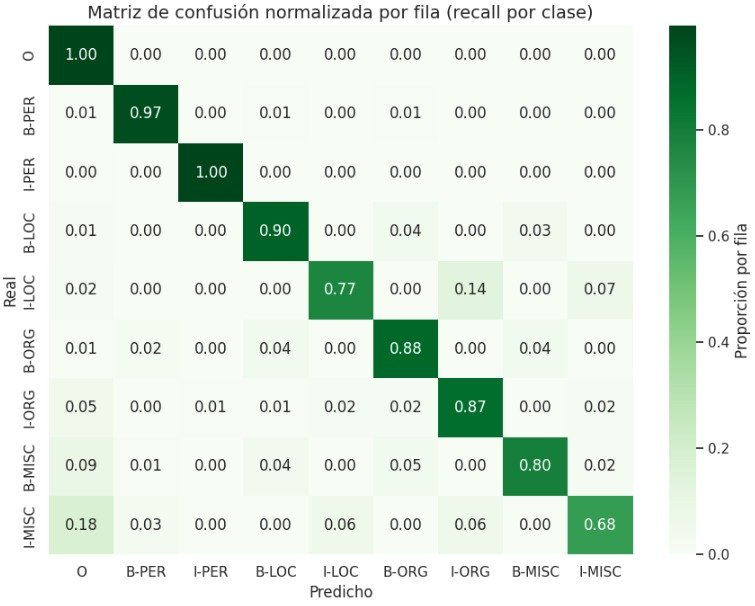 Matriz de confusión normalizada por fila (recall por clase)
O 1.00 0.00 0.00 0.00 0.00 0.00 0.00 0.00 0.00
B-PER 0.01 0.97 0.00 0.01 0.00 0.01 0.00 0.00 0.00
I-PER 0.00 0.00 1.00 0.00 0.00 0.00 0.00 0.00 0.00
B-LOC 0.01 0.00 0.00 0.90 0.00 0.04 0.00 0.03 0.00
I-LOC 0.02 0.00 0.00 0.00 0.77 0.00 0.14 0.00 0.07
B-ORG 0.01 0.02 0.00 0.04 0.00 0.88 0.00 0.04 0.00
I-ORG 0.05 0.00 0.01 0.01 0.02 0.02 0.87 0.00 0.02
B-MISC 0.09 0.01 0.00 0.04 0.00 0.05 0.00 0.80 0.02
I-MISC 0.18 0.03 0.00 0.00 0.06 0.00 0.06 0.00 0.68
O B-PER I-PER B-LOC I-LOC B-ORG I-ORG B-MISC I-MISC
Predicho
Real
0.8
0.6
0.4
0.2
0.0
Proporción por fila